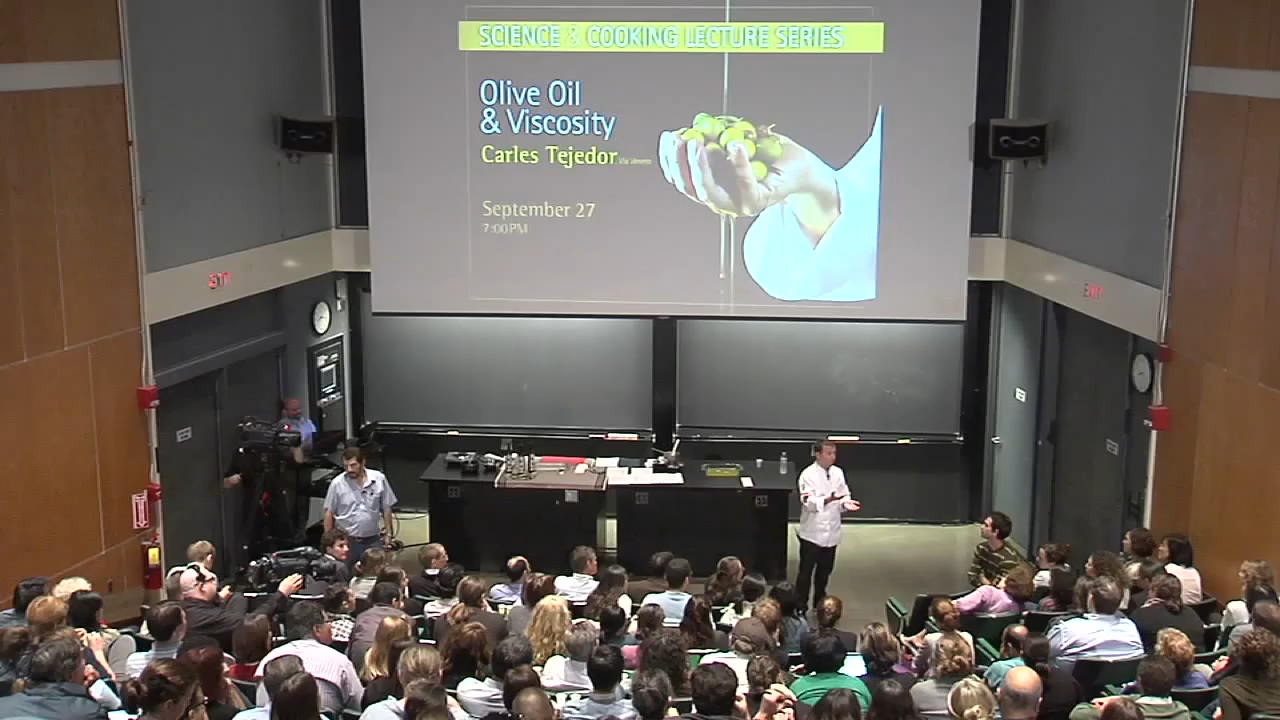 SCIENCE & COOKING LECTURE SERIES
Olive Oil
& Viscosity
Carles Tejedor
September 27
7:00PM
EXIT
EXIT